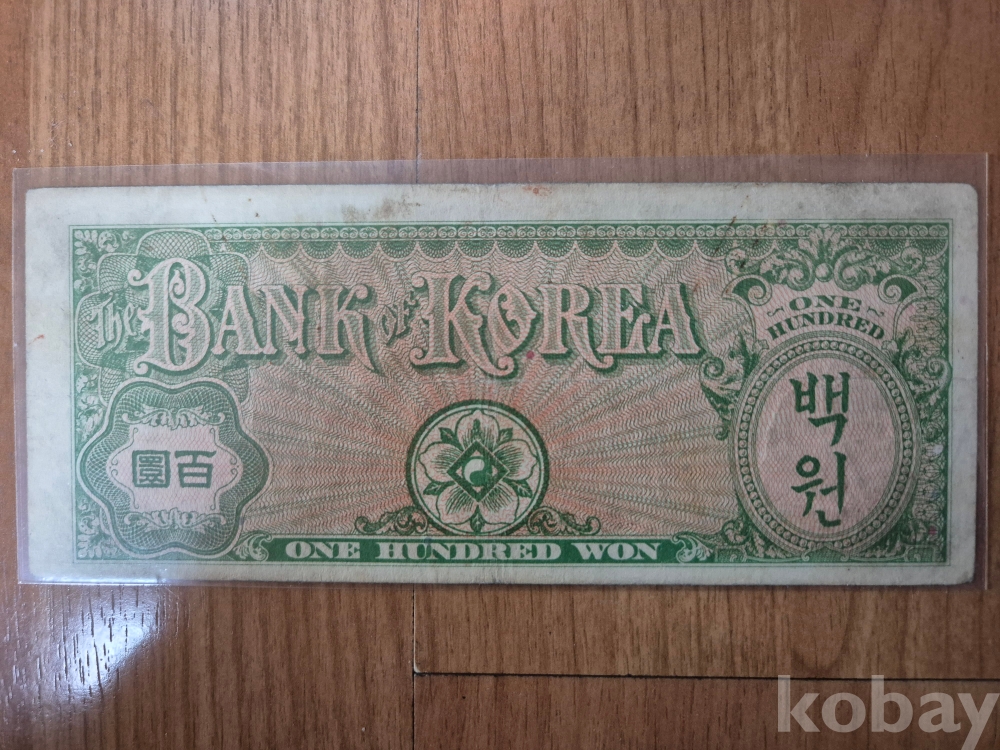 The BANK of KOREA
ONE
HUNDRED
백
원
圜百
ONE HUNDRED WON
kobay